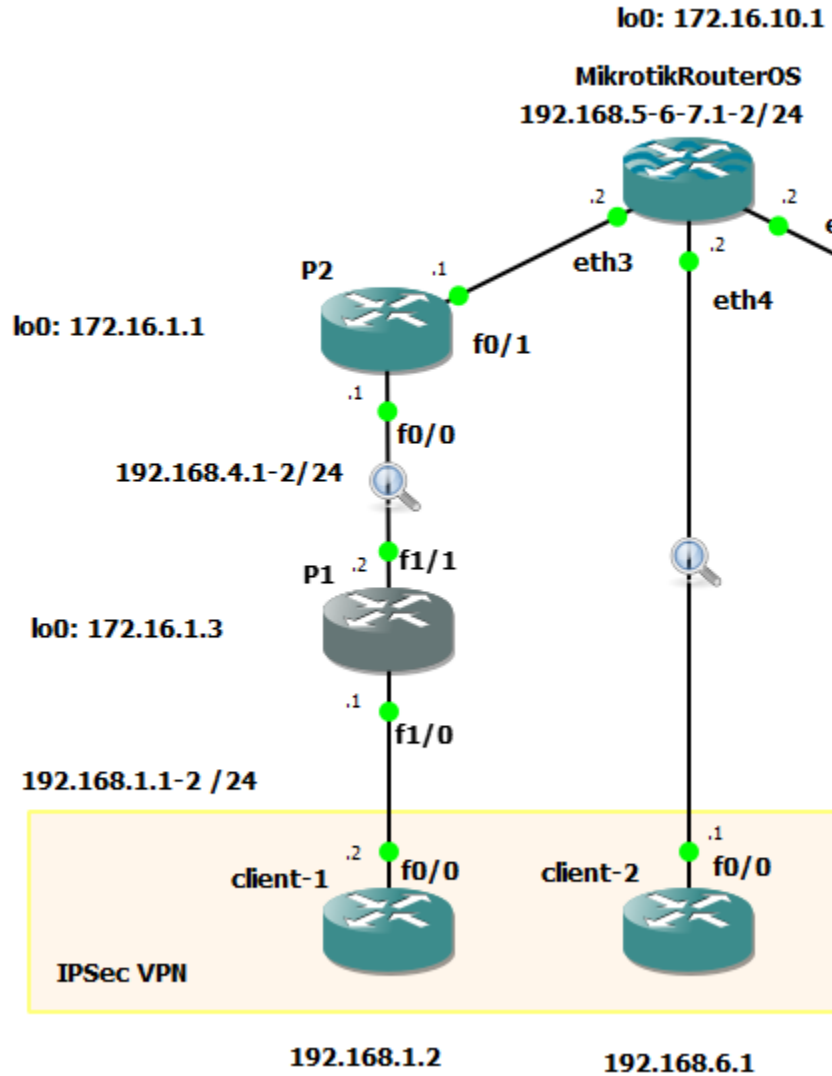 lo0: 172.16.10.1
MikrotikRouterOS
192.168.5-6-7.1-2/24
.2
.2
eth3
.2
eth4
P2
.1
lo0: 172.16.1.1
f0/1
.1
f0/0
192.168.4.1-2/24
.2
f1/1
P1
lo0: 172.16.1.3
.1
f1/0
192.168.1.1-2 /24
.2
f0/0
client-1
.1
f0/0
client-2
IPSec VPN
192.168.1.2
192.168.6.1